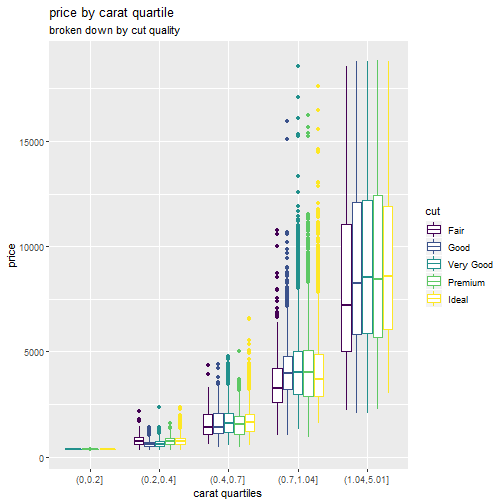 price by carat quartile
broken down by cut quality
price
15000
10000
5000
0
(0,0.2]
(0.2,0.4]
(0.4,0.7]
(0.7,1.04]
(1.04,5.01]
carat quartiles
cut
Fair
Good
Very Good
Premium
Ideal